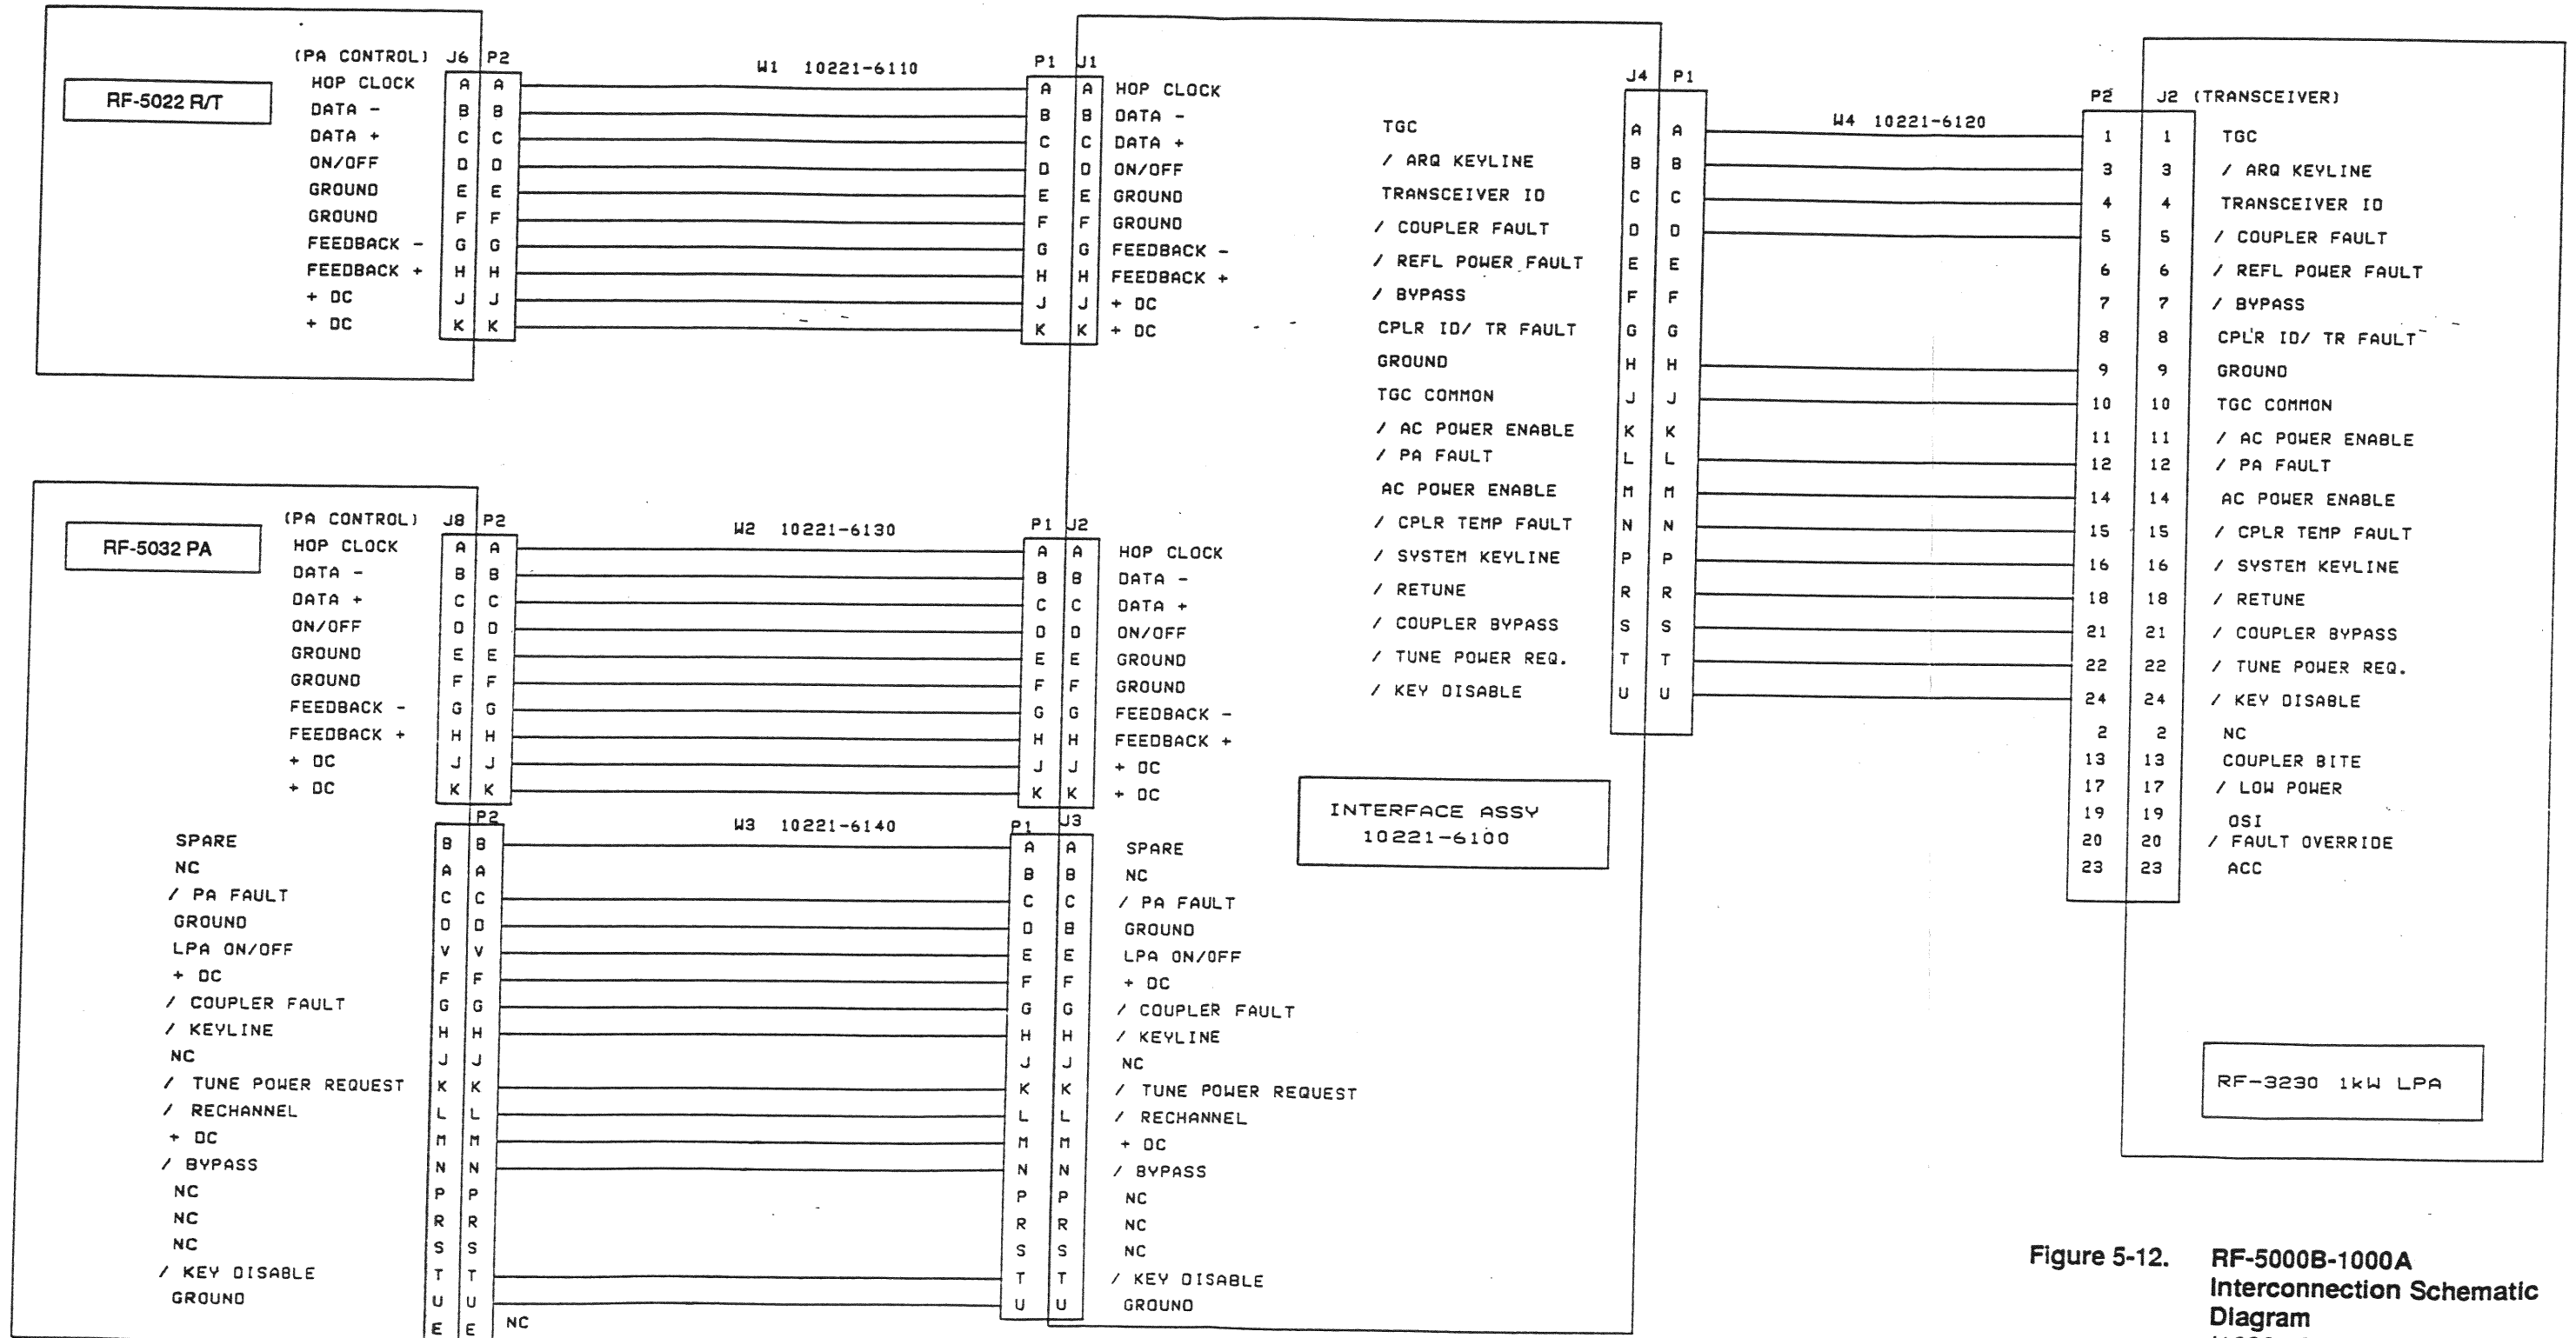 (PA CONTROL) J6 P2
RF-5022 R/T
HOP CLOCK A A
DATA - B B
DATA + C C
ON/OFF D D
GROUND E E
GROUND F F
FEEDBACK - G G
FEEDBACK + H H
+ DC J J
+ DC K K
W1 10221-6110
P1 J1
A A HOP CLOCK
B B DATA -
C C DATA +
D D ON/OFF
E E GROUND
F F GROUND
G G FEEDBACK -
H H FEEDBACK +
J J + DC
K K + DC
(PA CONTROL) J8 P2
RF-5032 PA
HOP CLOCK A A
DATA - B B
DATA + C C
ON/OFF D D
GROUND E E
GROUND F F
FEEDBACK - G G
FEEDBACK + H H
+ DC J J
+ DC K K
W2 10221-6130
P1 J2
A A HOP CLOCK
B B DATA -
C C DATA +
D D ON/OFF
E E GROUND
F F GROUND
G G FEEDBACK -
H H FEEDBACK +
J J + DC
K K + DC
P2
SPARE B B
NC A A
/ PA FAULT C C
GROUND D D
LPA ON/OFF V V
+ DC F F
/ COUPLER FAULT G G
/ KEYLINE H H
NC J J
/ TUNE POWER REQUEST K K
/ RECHANNEL L L
+ DC M M
/ BYPASS N N
NC P P
NC R R
NC S S
/ KEY DISABLE T T
GROUND U U
E E NC
W3 10221-6140
P1 J3
A A SPARE
B B NC
C C / PA FAULT
D B GROUND
E E LPA ON/OFF
F F + DC
G G / COUPLER FAULT
H H / KEYLINE
J J NC
K K / TUNE POWER REQUEST
L L / RECHANNEL
M M + DC
N N / BYPASS
P P NC
R R NC
S S NC
T T / KEY DISABLE
U U GROUND
INTERFACE ASSY
10221-6100
J4 P1
TGC A A
/ ARQ KEYLINE B B
TRANSCEIVER ID C C
/ COUPLER FAULT D D
/ REFL POWER FAULT E E
/ BYPASS F F
CPLR ID/ TR FAULT G G
GROUND H H
TGC COMMON J J
/ AC POWER ENABLE K K
/ PA FAULT L L
AC POWER ENABLE M M
/ CPLR TEMP FAULT N N
/ SYSTEM KEYLINE P P
/ RETUNE R R
/ COUPLER BYPASS S S
/ TUNE POWER REQ. T T
/ KEY DISABLE U U
W4 10221-6120
P2 J2 (TRANSCEIVER)
1 1 TGC
3 3 / ARQ KEYLINE
4 4 TRANSCEIVER ID
5 5 / COUPLER FAULT
6 6 / REFL POWER FAULT
7 7 / BYPASS
8 8 CPLR ID/ TR FAULT
9 9 GROUND
10 10 TGC COMMON
11 11 / AC POWER ENABLE
12 12 / PA FAULT
14 14 AC POWER ENABLE
15 15 / CPLR TEMP FAULT
16 16 / SYSTEM KEYLINE
18 18 / RETUNE
21 21 / COUPLER BYPASS
22 22 / TUNE POWER REQ.
24 24 / KEY DISABLE
2 2 NC
13 13 COUPLER BITE
17 17 / LOW POWER
19 19 OSI
20 20 / FAULT OVERRIDE
23 23 ACC
RF-3230 1kW LPA
Figure 5-12. RF-5000B-1000A
Interconnection Schematic
Diagram